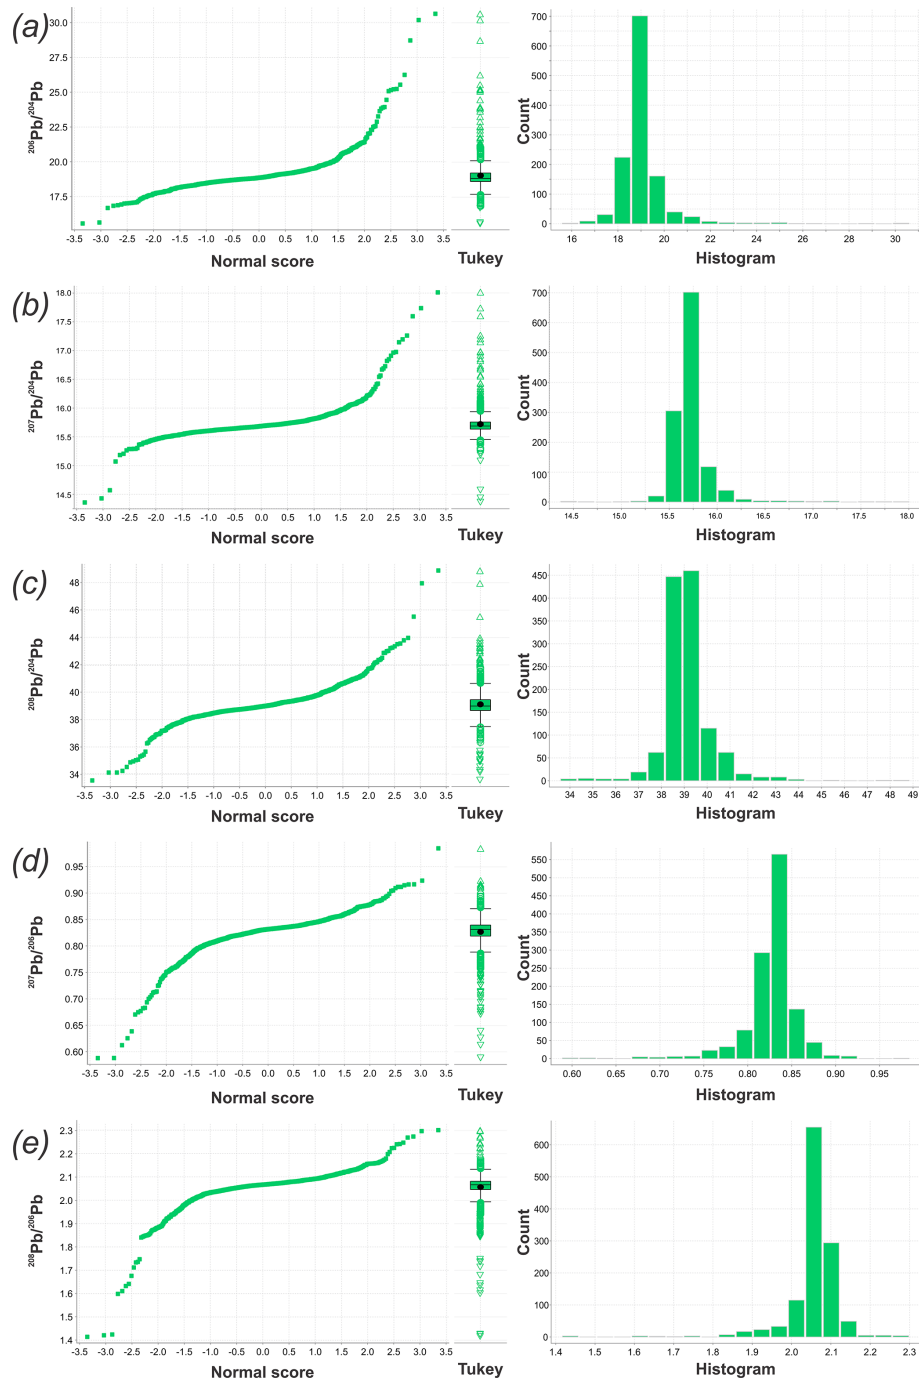 (a)
206Pb/204Pb
30.0
27.5
25.0
22.5
20.0
17.5
-3.5 -3.0 -2.5 -2.0 -1.5 -1.0 -0.5 0.0 0.5 1.0 1.5 2.0 2.5 3.0 3.5
Normal score
Tukey
Count
700
600
500
400
300
200
100
0
16 18 20 22 24 26 28 30
Histogram
(b)
207Pb/204Pb
18.0
17.5
17.0
16.5
16.0
15.5
15.0
14.5
-3.5 -3.0 -2.5 -2.0 -1.5 -1.0 -0.5 0.0 0.5 1.0 1.5 2.0 2.5 3.0 3.5
Normal score
Tukey
Count
700
600
500
400
300
200
100
0
14.5 15.0 15.5 16.0 16.5 17.0 17.5 18.0
Histogram
(c)
208Pb/204Pb
48
46
44
42
40
38
36
34
-3.5 -3.0 -2.5 -2.0 -1.5 -1.0 -0.5 0.0 0.5 1.0 1.5 2.0 2.5 3.0 3.5
Normal score
Tukey
Count
450
400
350
300
250
200
150
100
50
0
34 35 36 37 38 39 40 41 42 43 44 45 46 47 48 49
Histogram
(d)
207Pb/206Pb
0.95
0.90
0.85
0.80
0.75
0.70
0.65
0.60
-3.5 -3.0 -2.5 -2.0 -1.5 -1.0 -0.5 0.0 0.5 1.0 1.5 2.0 2.5 3.0 3.5
Normal score
Tukey
Count
550
500
450
400
350
300
250
200
150
100
50
0
0.60 0.65 0.70 0.75 0.80 0.85 0.90 0.95
Histogram
(e)
208Pb/206Pb
2.3
2.2
2.1
2.0
1.9
1.8
1.7
1.6
1.5
1.4
-3.5 -3.0 -2.5 -2.0 -1.5 -1.0 -0.5 0.0 0.5 1.0 1.5 2.0 2.5 3.0 3.5
Normal score
Tukey
Count
600
500
400
300
200
100
0
1.4 1.5 1.6 1.7 1.8 1.9 2.0 2.1 2.2 2.3
Histogram